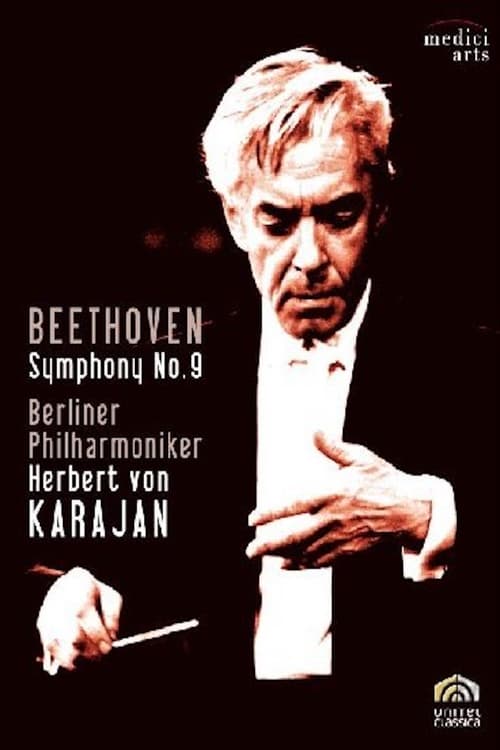 medici
arts
BEETHOVEN
Symphony No.9
Berliner
Philharmoniker
Herbert von
KARAJAN
UNITEL
CLASSICA